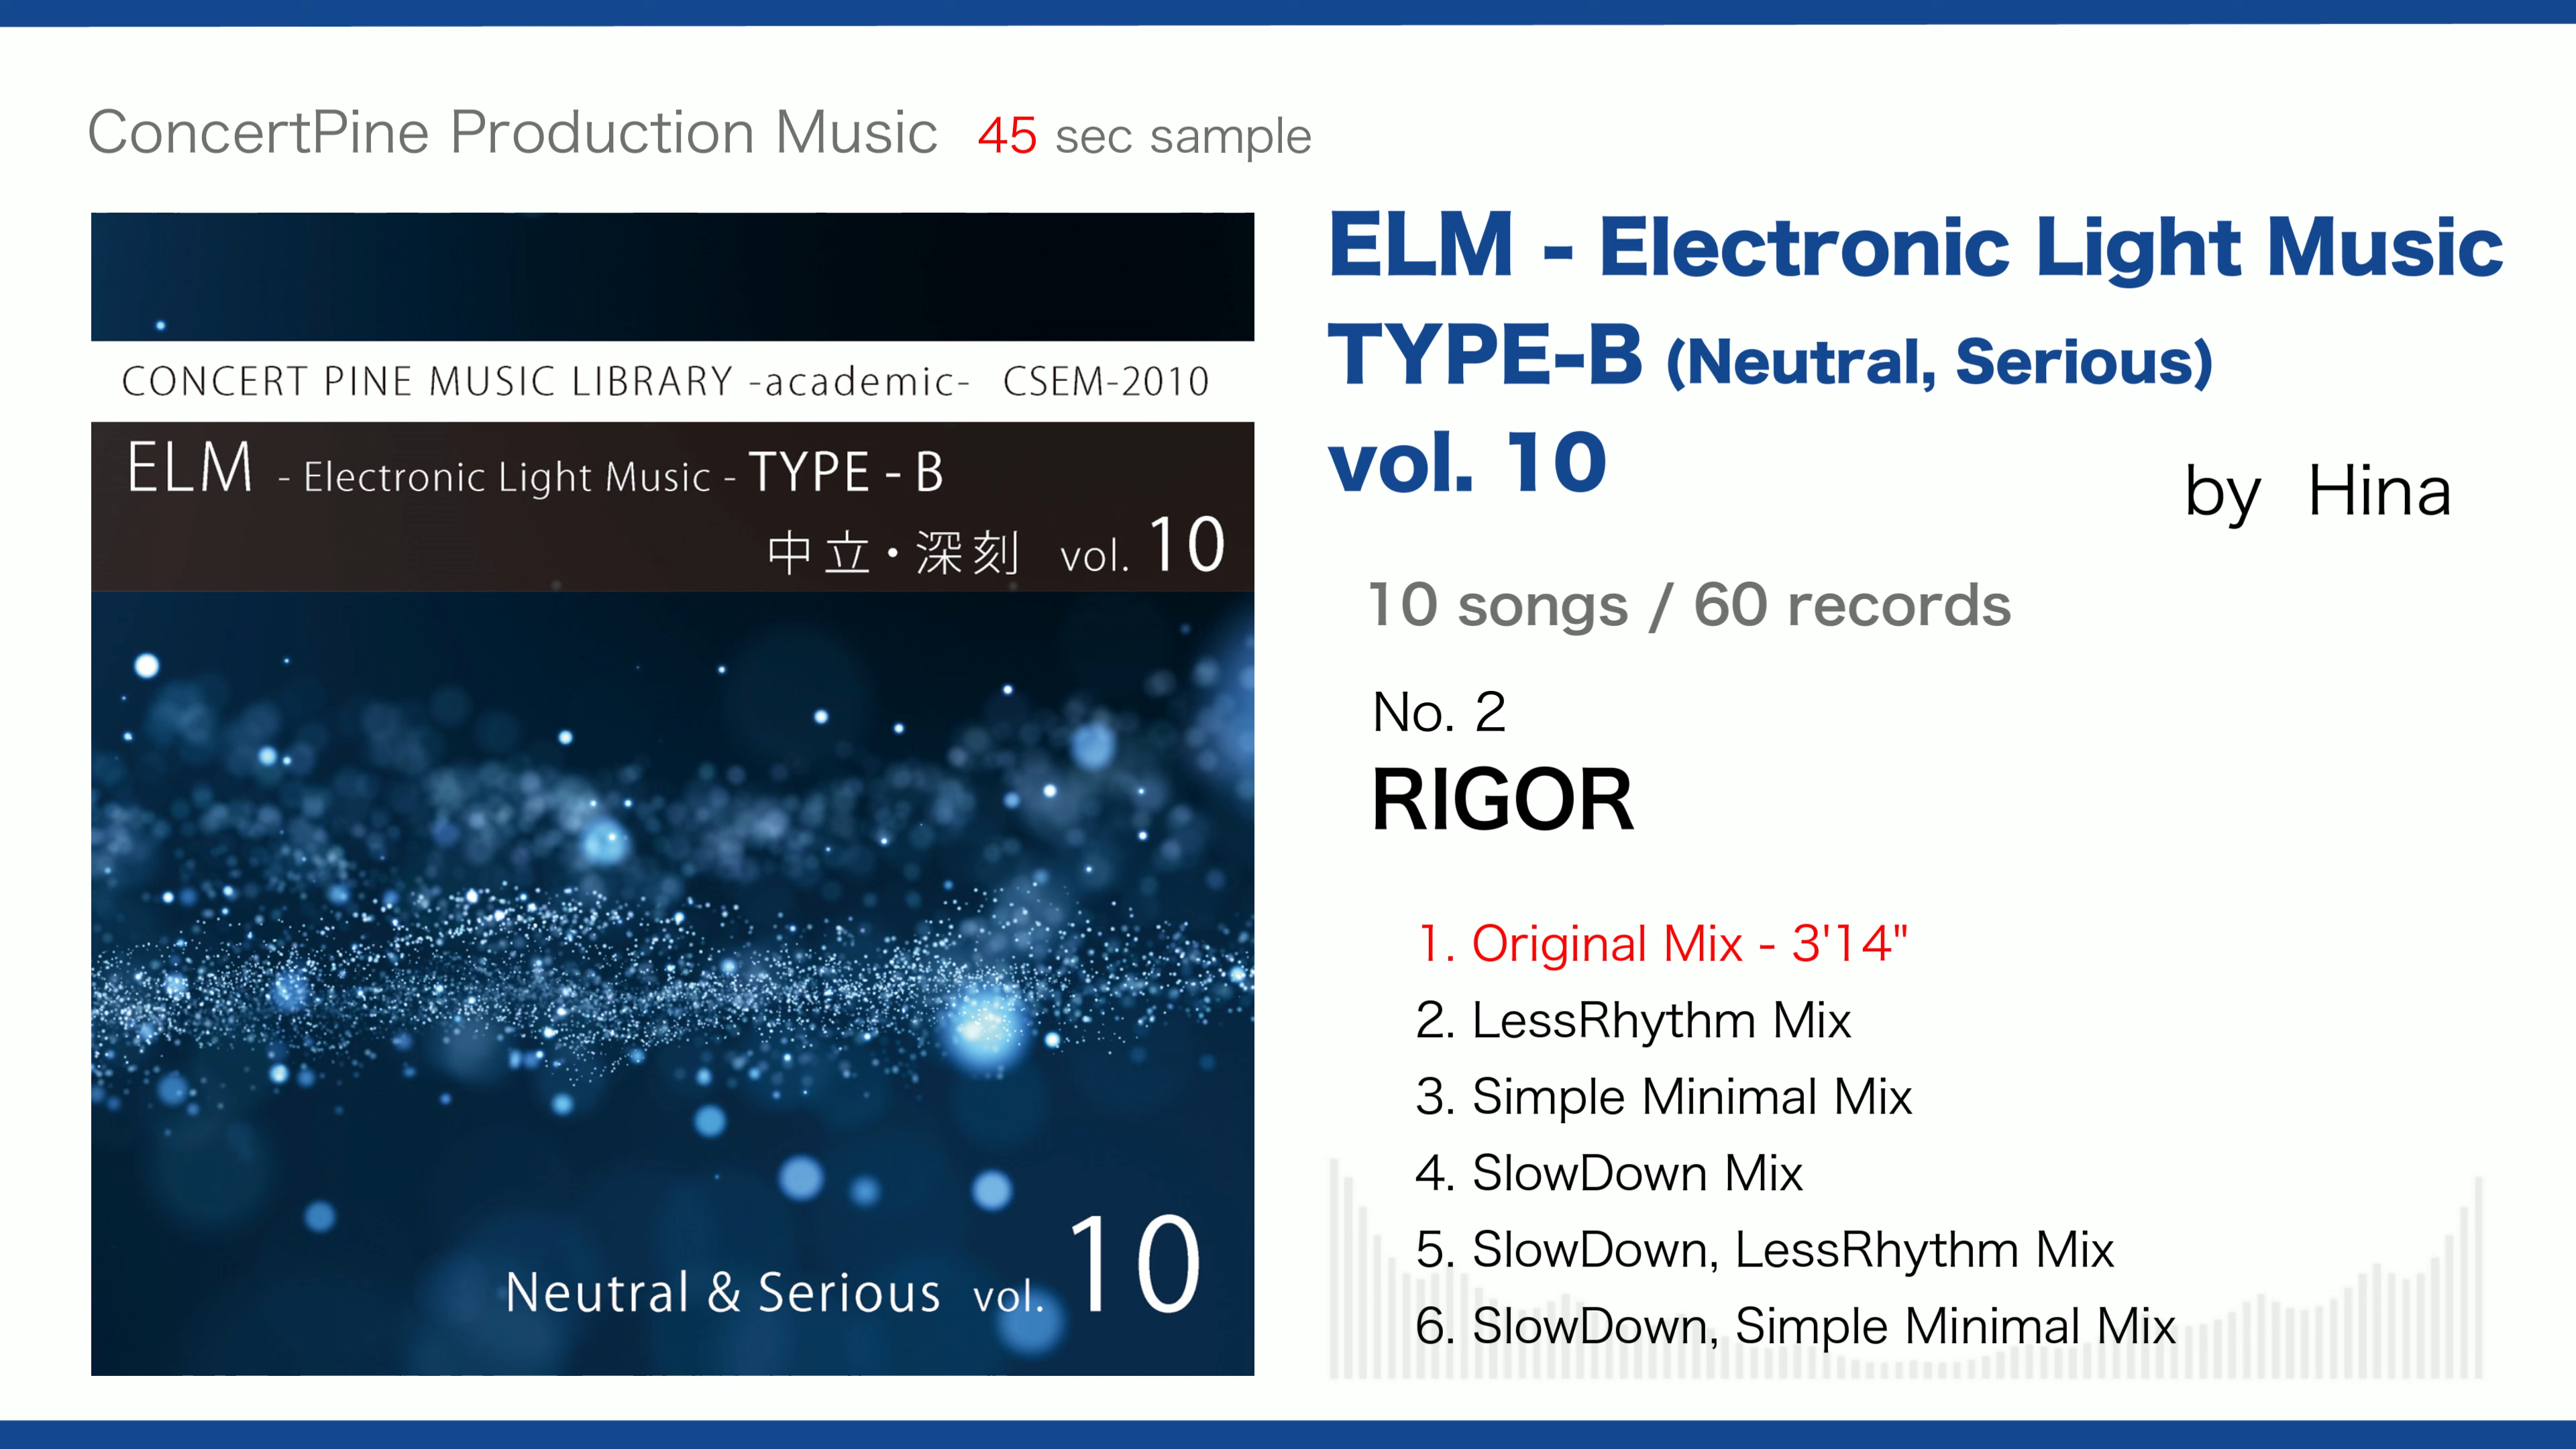 ConcertPine Production Music 45 sec sample
CONCERT PINE MUSIC LIBRARY -academic- CSEM-2010
ELM - Electronic Light Music - TYPE - B
中立・深刻 vol. 10
Neutral & Serious vol. 10
ELM - Electronic Light Music
TYPE-B (Neutral, Serious)
vol. 10
by Hina
10 songs / 60 records
No. 2
RIGOR
1. Original Mix - 3'14"
2. LessRhythm Mix
3. Simple Minimal Mix
4. SlowDown Mix
5. SlowDown, LessRhythm Mix
6. SlowDown, Simple Minimal Mix